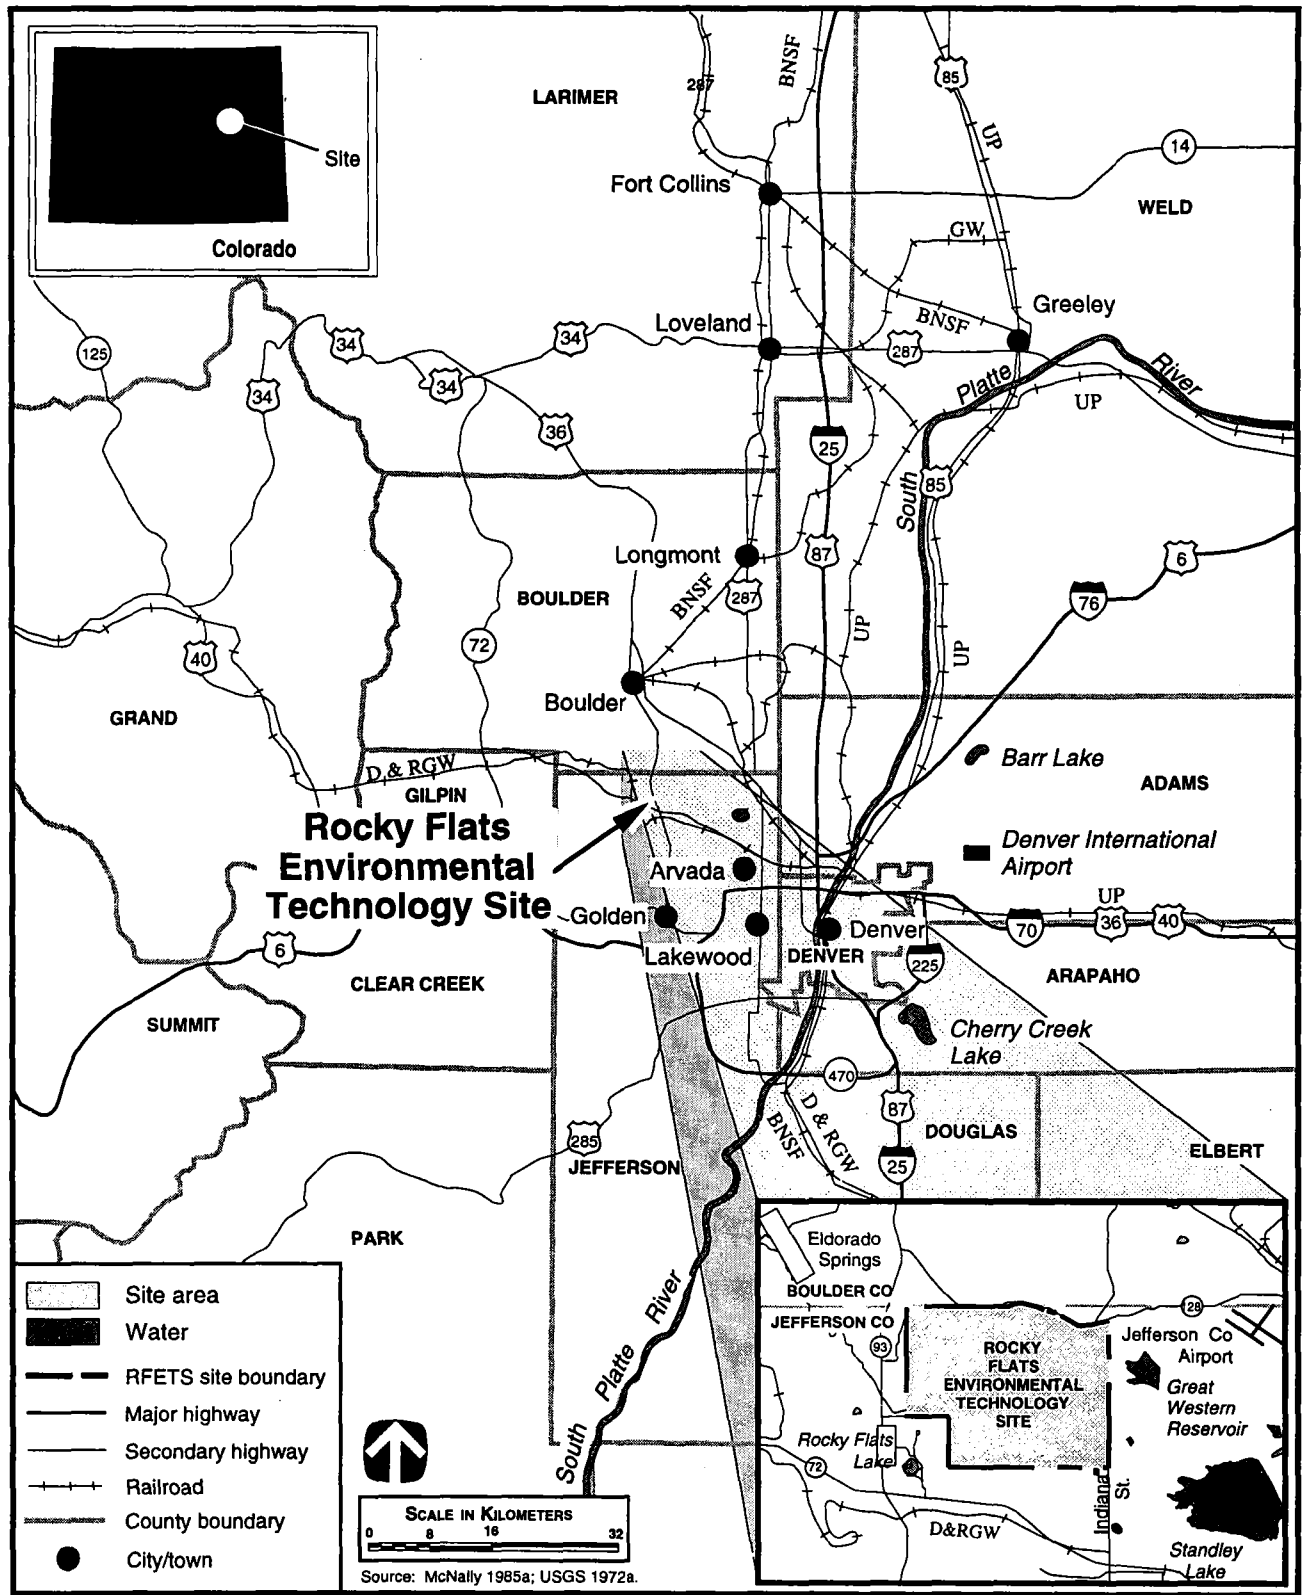 Site
Colorado
LARIMER
287
BNSF
85
UP
14
WELD
Fort Collins
GW
Greeley
BNSF
Loveland
34
34
34
34
287
125
36
Platte
River
UP
25
South
85
Longmont
87
6
BNSF
287
76
BOULDER
72
UP
UP
40
Boulder
GRAND
Barr Lake
D & RGW
GILPIN
ADAMS
Rocky Flats
Environmental
Technology Site
Denver International
Airport
Arvada
Golden
Lakewood
Denver
DENVER
UP
70
36
40
225
6
CLEAR CREEK
ARAPAHO
SUMMIT
Cherry Creek
Lake
470
87
D & RGW
BNSF
DOUGLAS
285
JEFFERSON
25
ELBERT
PARK
South Platte River
Site area
Water
RFETS site boundary
Major highway
Secondary highway
Railroad
County boundary
City/town
SCALE IN KILOMETERS
0 8 16 32
Source: McNally 1985a; USGS 1972a.
Eldorado
Springs
BOULDER CO
JEFFERSON CO
128
93
ROCKY
FLATS
ENVIRONMENTAL
TECHNOLOGY
SITE
Jefferson Co
Airport
Great
Western
Reservoir
Rocky Flats
Lake
72
Indiana
St.
D&RGW
Standley
Lake